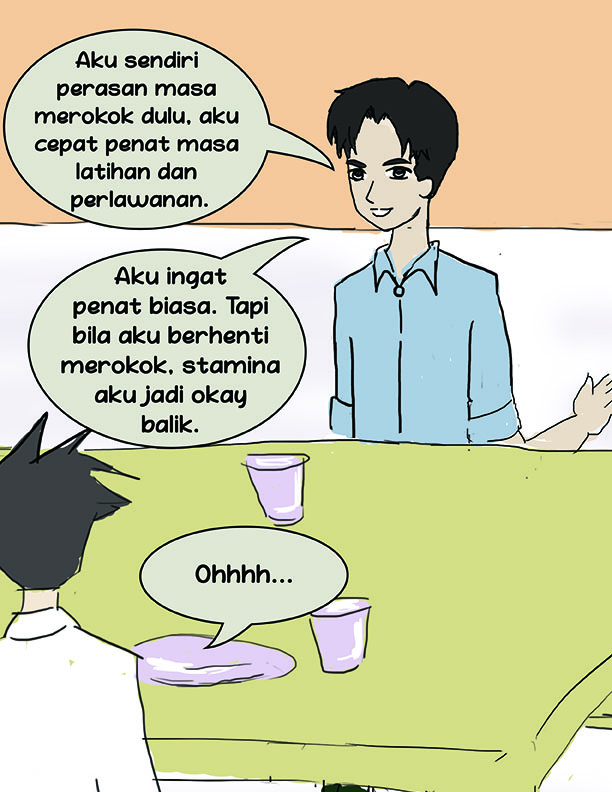 Aku sendiri
perasan masa
merokok dulu, aku
cepat penat masa
latihan dan
perlawanan.
Aku ingat
penat biasa. Tapi
bila aku berhenti
merokok, stamina
aku jadi okay
balik.
Ohhhh...